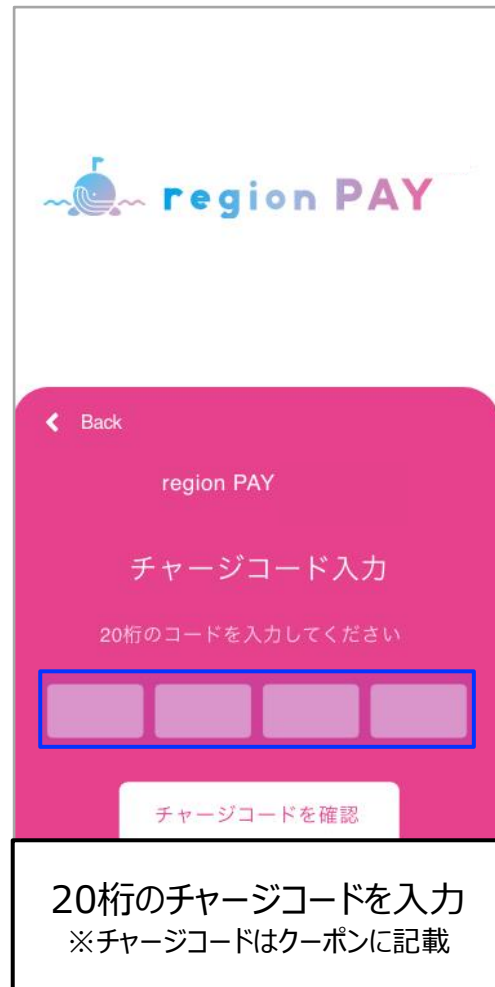 region PAY
Back
region PAY
チャージコード入力
20桁のコードを入力してください
チャージコードを確認
20桁のチャージコードを入力
※チャージコードはクーポンに記載